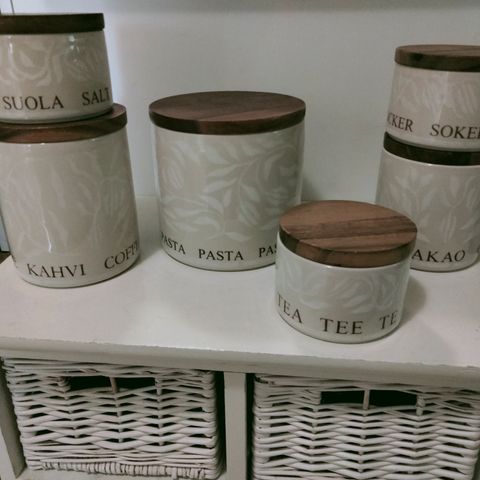 SUOLA SALT
KAHVI COFFE
PASTA PASTA PAS
TEA TEE TE
CKER SOKER
AKAO